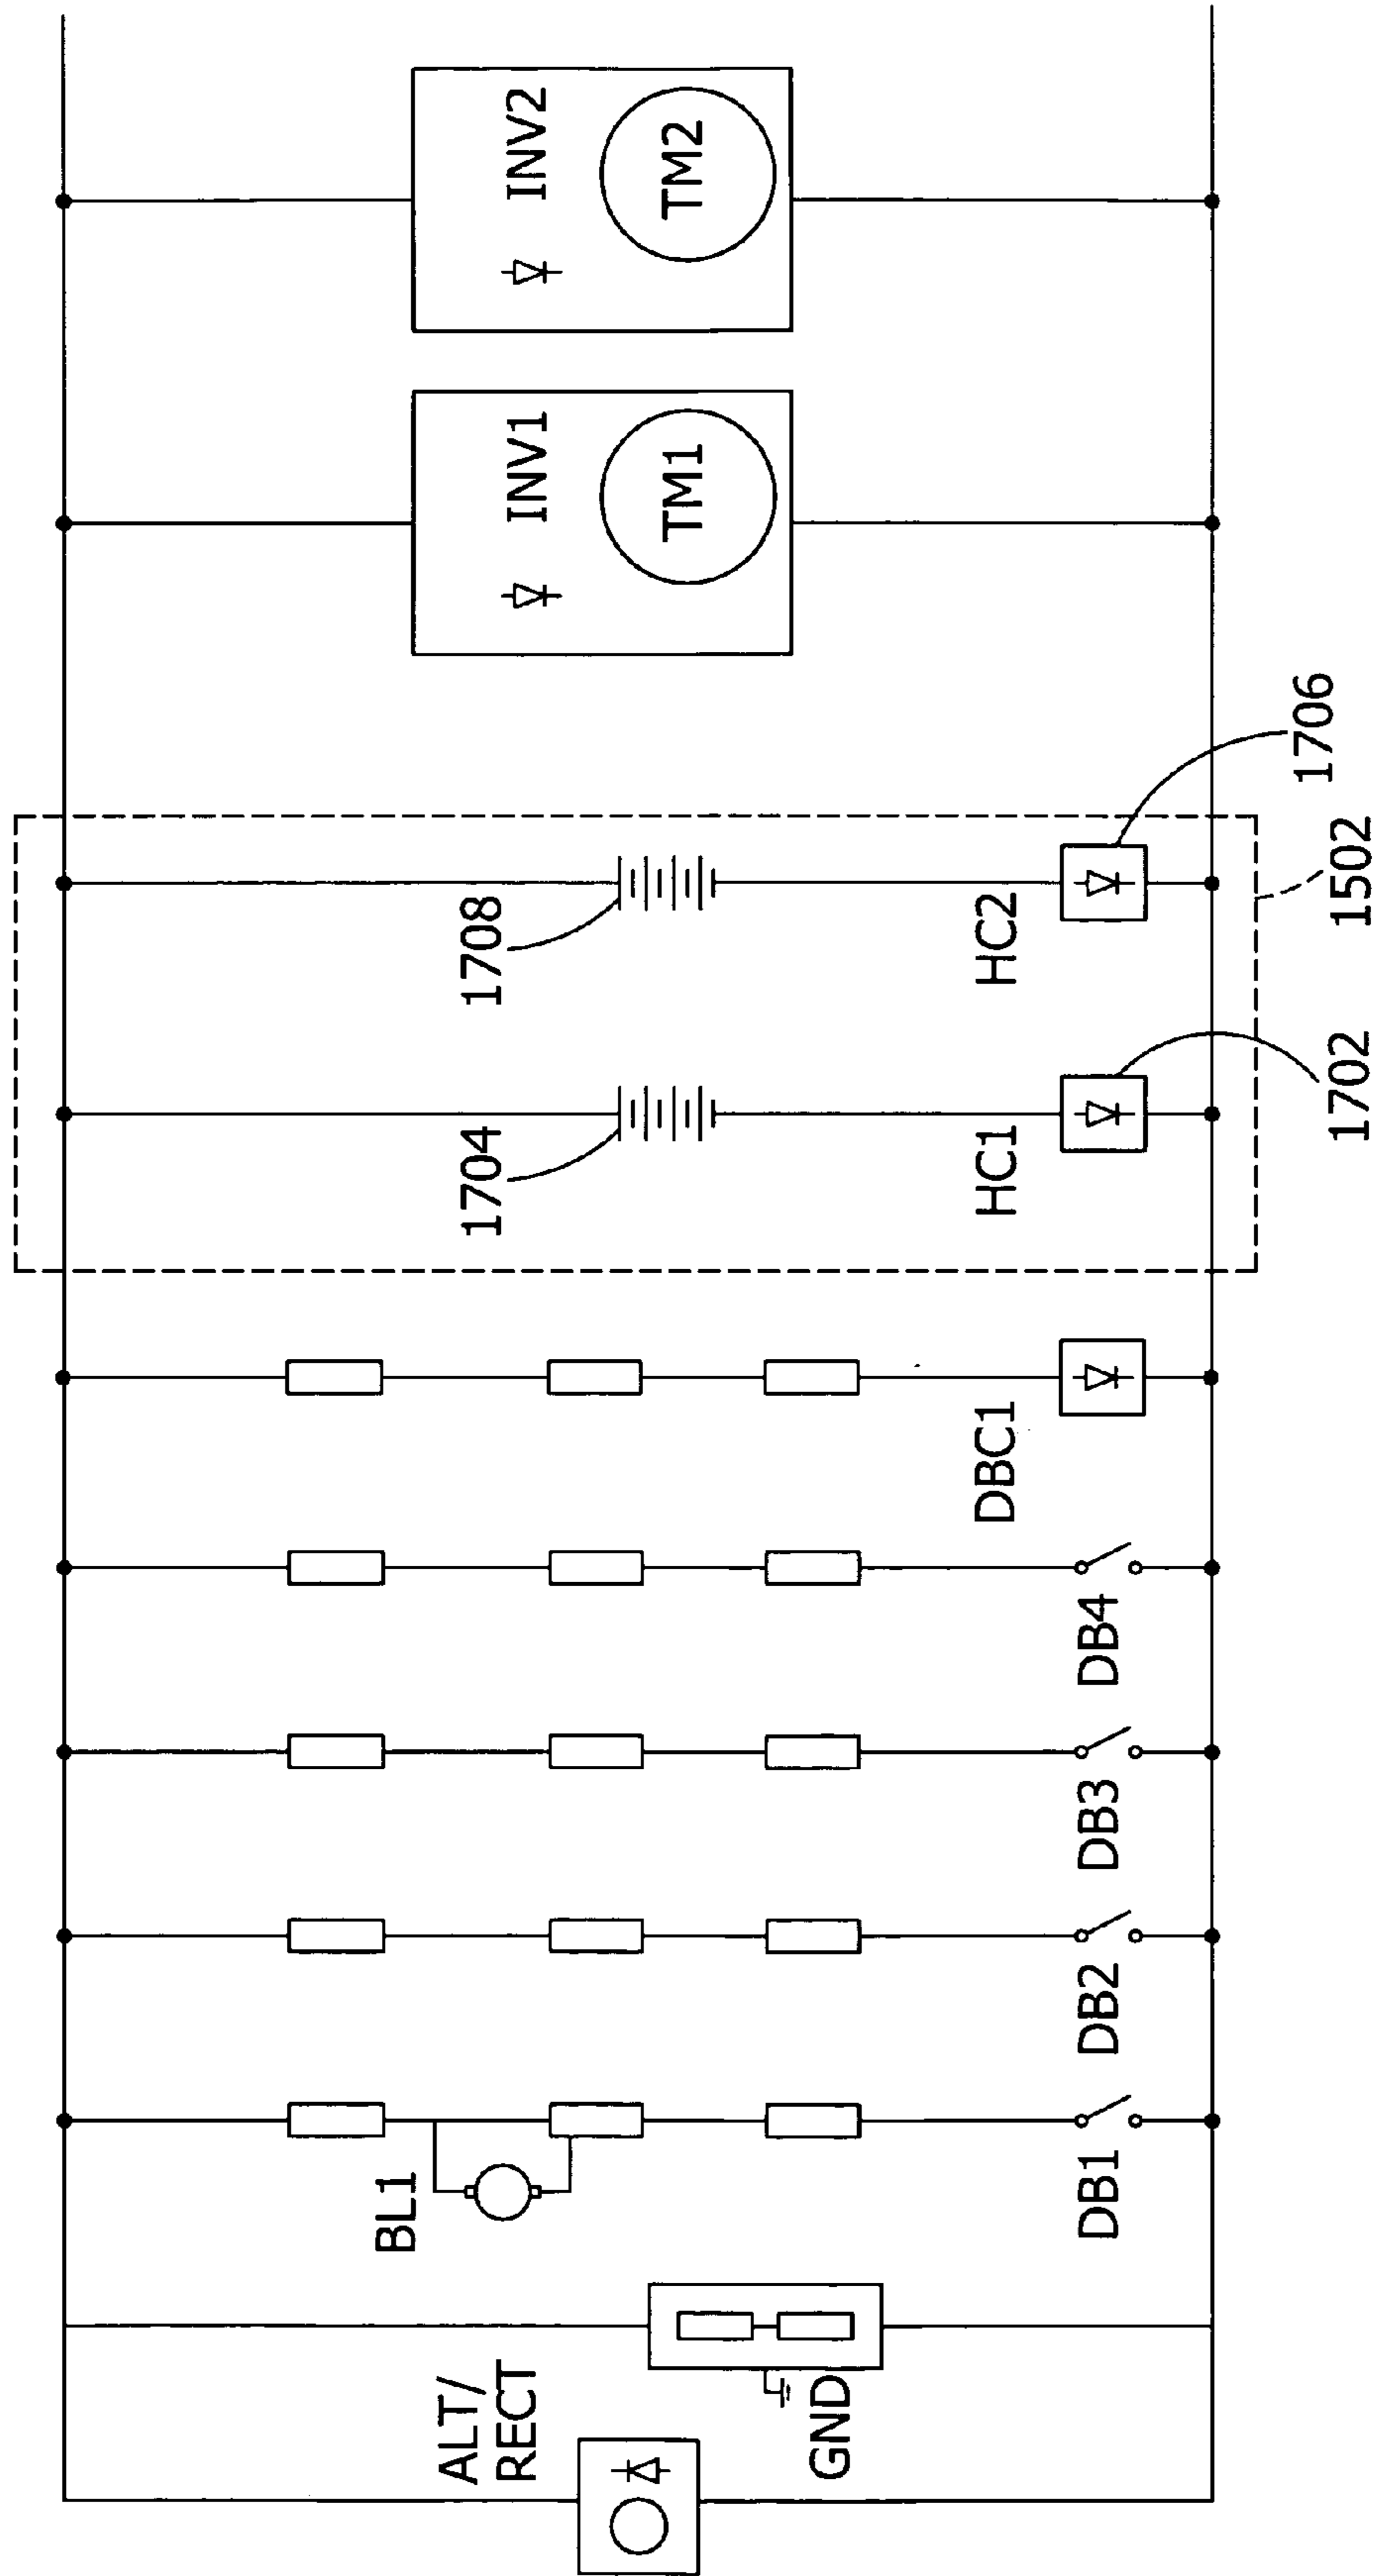 ALT/
RECT
GND
BL1
DB1
DB2
DB3
DB4
DBC1
1704
HC1
1702
1708
HC2
1502
1706
INV1
TM1
INV2
TM2